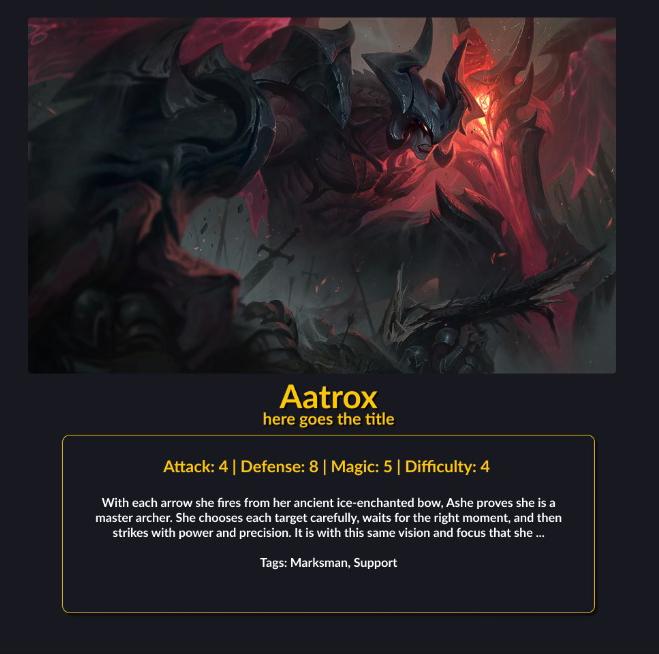 Aatrox
here goes the title
Attack: 4 | Defense: 8 | Magic: 5 | Difficulty: 4
With each arrow she fires from her ancient ice-enchanted bow, Ashe proves she is a
master archer. She chooses each target carefully, waits for the right moment, and then
strikes with power and precision. It is with this same vision and focus that she ...
Tags: Marksman, Support